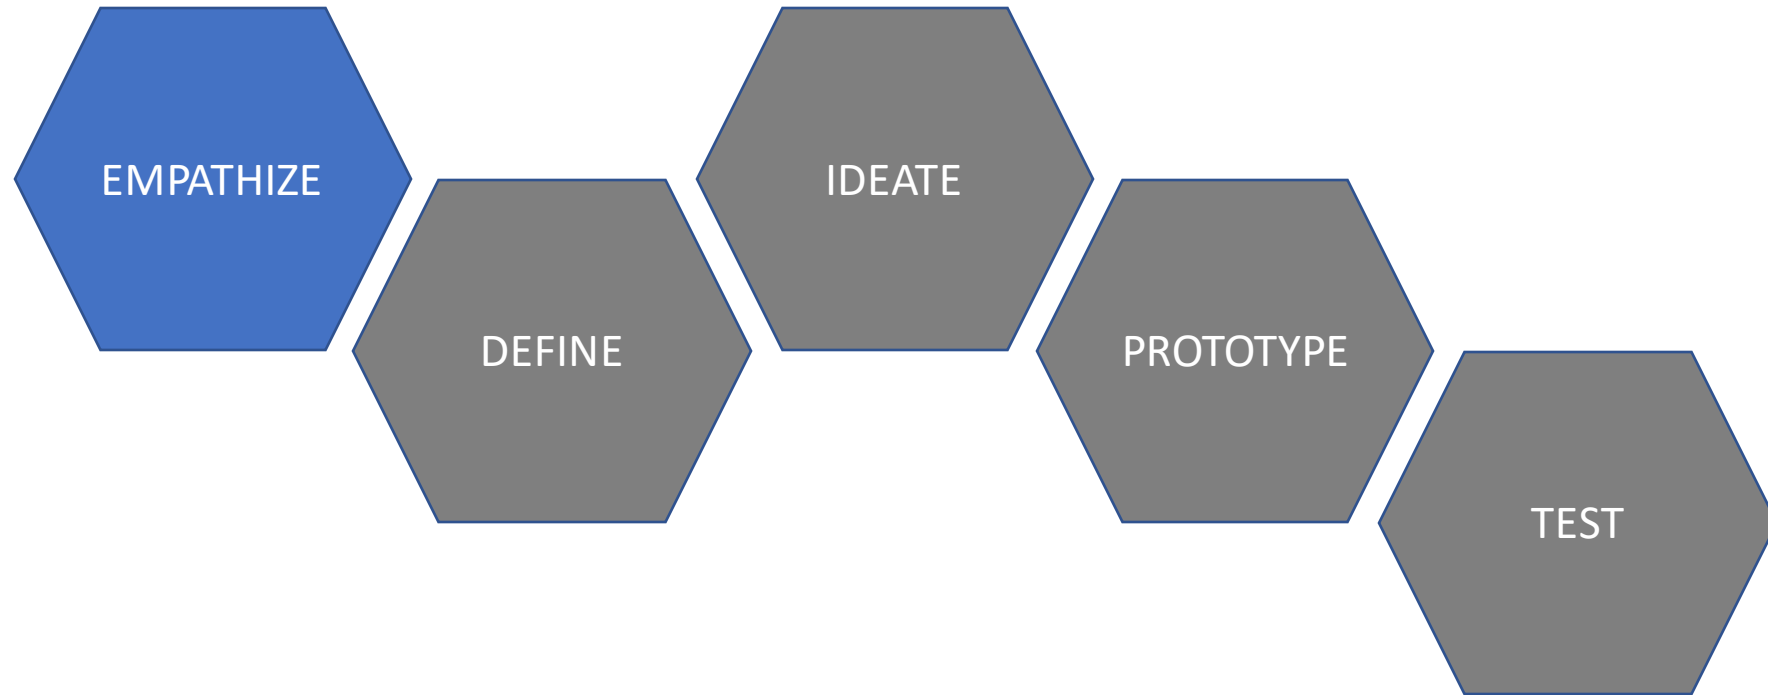 EMPATHIZE
DEFINE
IDEATE
PROTOTYPE
TEST